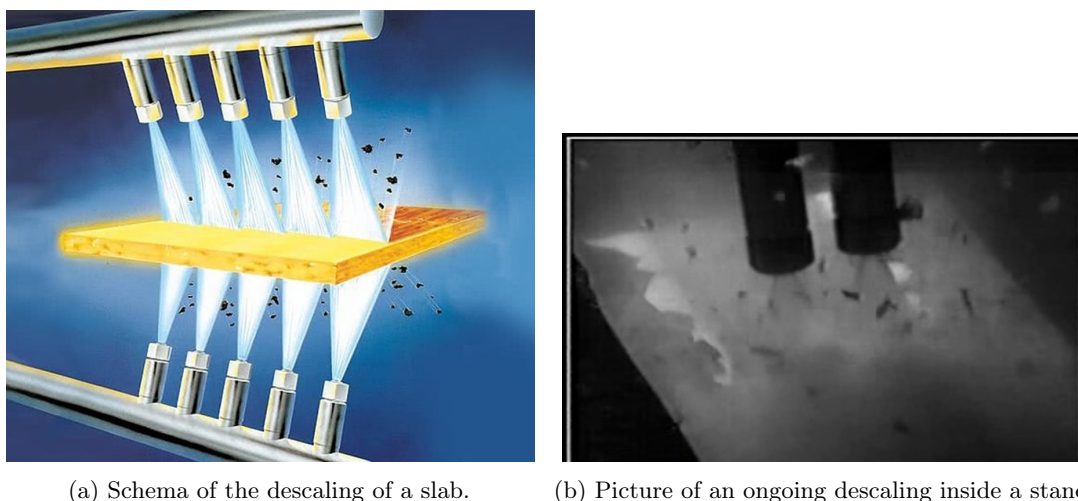 (a) Schema of the descaling of a slab.
(b) Picture of an ongoing descaling inside a stand